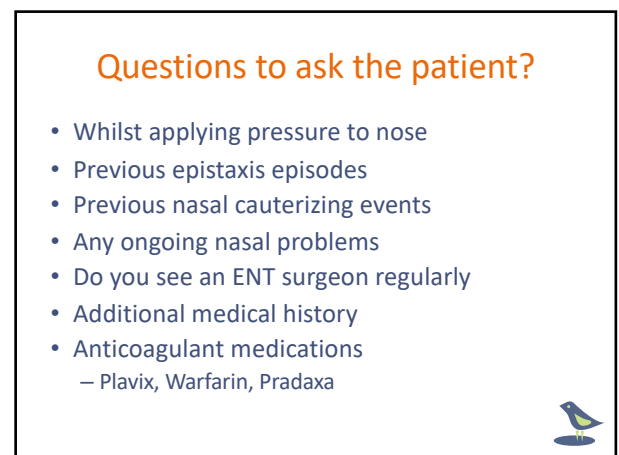 Questions to ask the patient?
• Whilst applying pressure to nose
• Previous epistaxis episodes
• Previous nasal cauterizing events
• Any ongoing nasal problems
• Do you see an ENT surgeon regularly
• Additional medical history
• Anticoagulant medications
– Plavix, Warfarin, Pradaxa